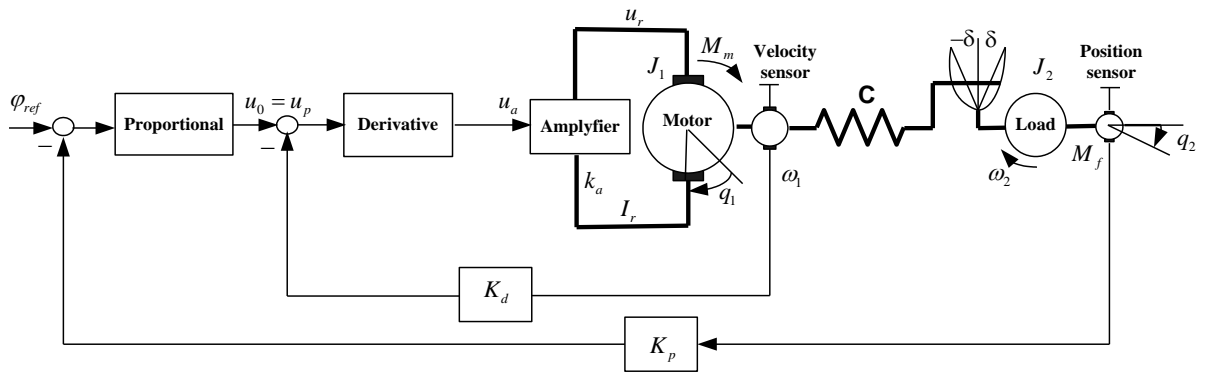 u_r
M_m
Velocity
sensor
−δ δ
Position
sensor
J_1
J_2
C
φ_ref
u_0 = u_p
u_a
Proportional
Derivative
Amplyfier
Motor
Load
−
−
k_a
q_1
ω_1
ω_2
M_f
q_2
I_r
K_d
K_p